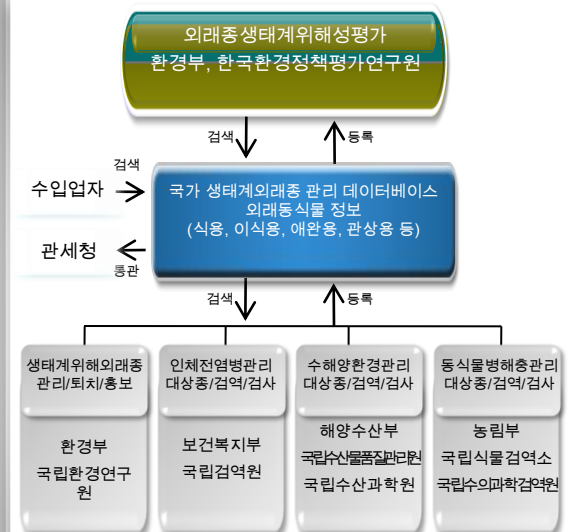 외래종생태계위해성평가
환경부, 한국환경정책평가연구원
검색
등록
검색
수입업자
국가 생태계외래종 관리 데이터베이스
외래동식물 정보
(식용, 이식용, 애완용, 관상용 등)
관세청
통관
검색
등록
생태계위해외래종
관리/퇴치/홍보
인체전염병관리
대상종/검역/검사
수해양환경관리
대상종/검역/검사
동식물병해충관리
대상종/검역/검사
환경부
국립환경연구
원
보건복지부
국립검역원
해양수산부
국립수산물품질관리원
국립수산과학원
농림부
국립식물검역소
국립수의과학검역원